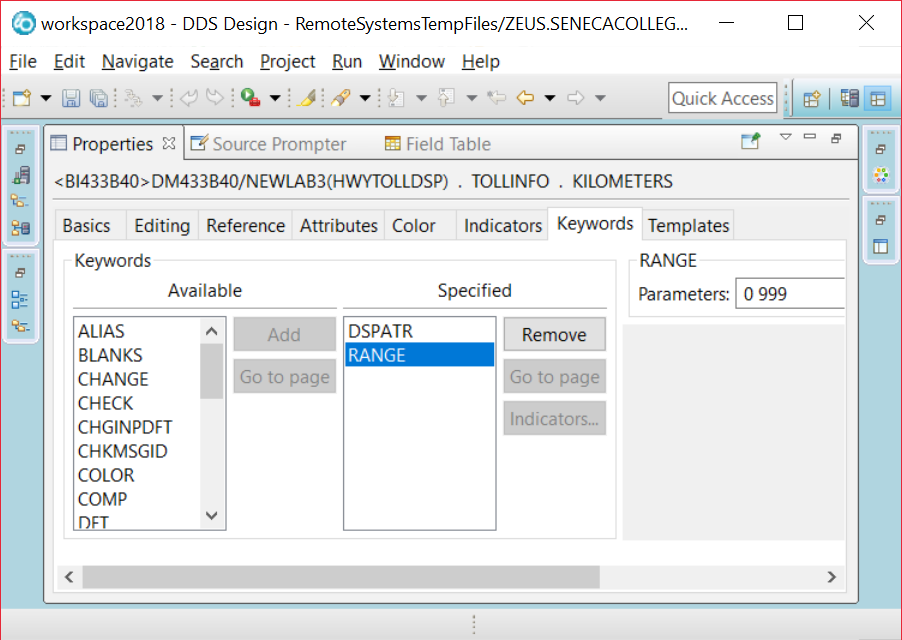 workspace2018 - DDS Design - RemoteSystemsTempFiles/ZEUS.SENECACOLLEG...
File Edit Navigate Search Project Run Window Help
Quick Access
Properties Source Prompter Field Table
<BI433B40>DM433B40/NEWLAB3(HWYTOLLDSP) . TOLLINFO . KILOMETERS
Basics Editing Reference Attributes Color Indicators Keywords Templates
Keywords
Available
ALIAS
BLANKS
CHANGE
CHECK
CHGINPDFT
CHKMSGID
COLOR
COMP
DFT
Add
Go to page
Specified
DSPATR
RANGE
Remove
Go to page
Indicators...
RANGE
Parameters: 0 999